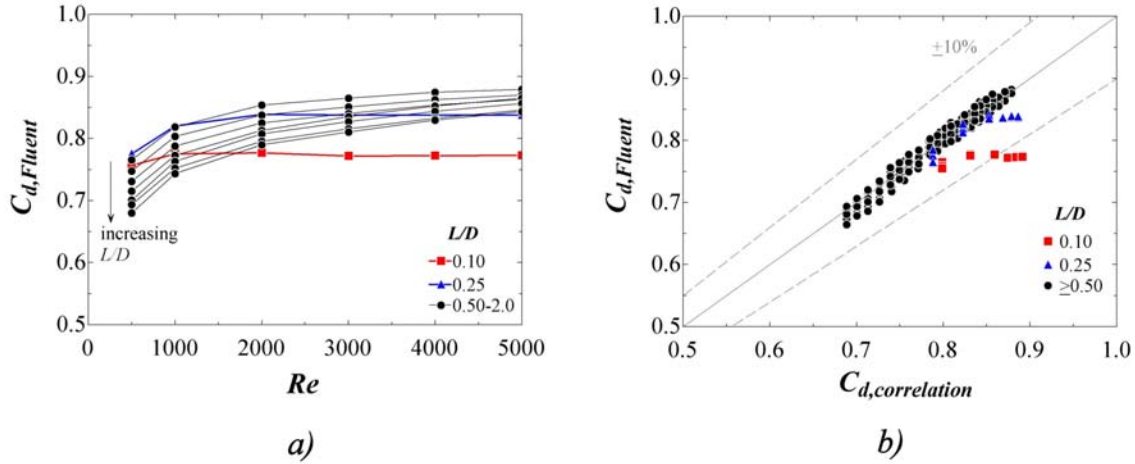 1.0
0.9
0.8
0.7
0.6
0.5
C_d,Fluent
increasing
L/D
L/D
0.10
0.25
0.50-2.0
0 1000 2000 3000 4000 5000
Re
a)
1.0
0.9
0.8
0.7
0.6
0.5
C_d,Fluent
±10%
L/D
0.10
0.25
≥0.50
0.5 0.6 0.7 0.8 0.9 1.0
C_d,correlation
b)